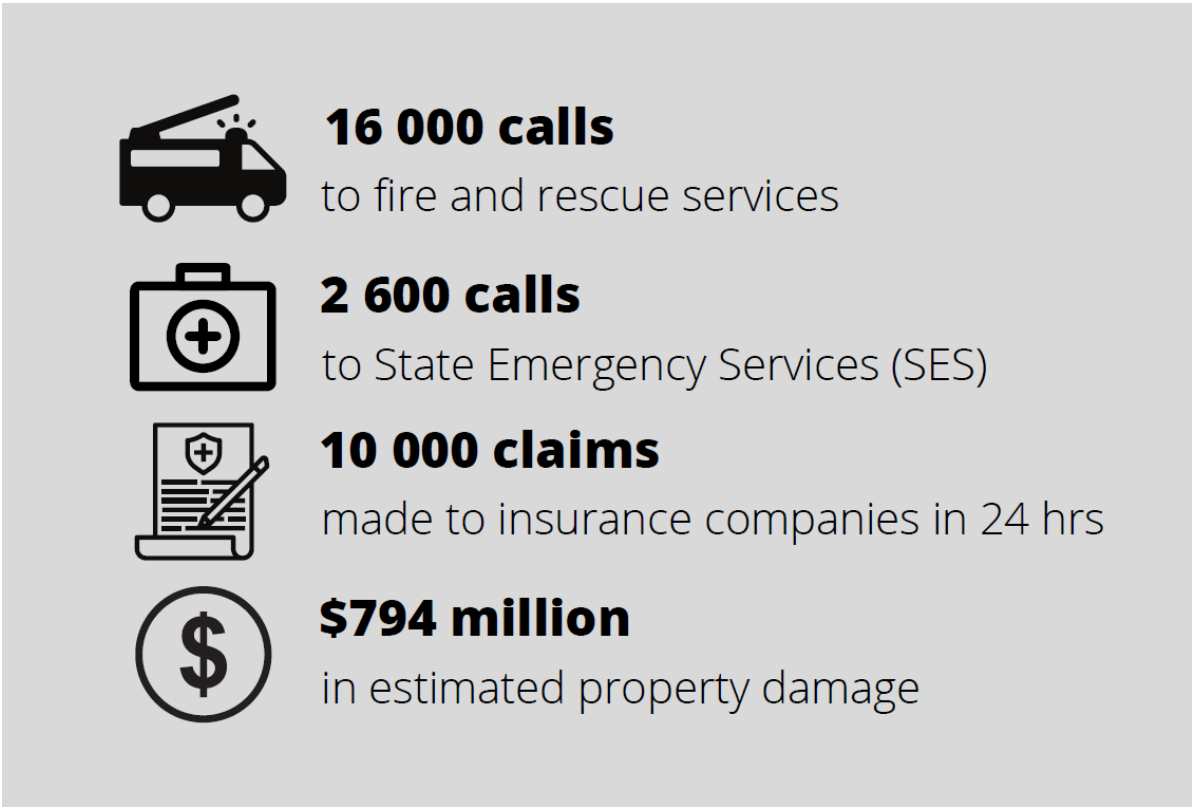 16 000 calls
to fire and rescue services
2 600 calls
to State Emergency Services (SES)
10 000 claims
made to insurance companies in 24 hrs
$
$794 million
in estimated property damage